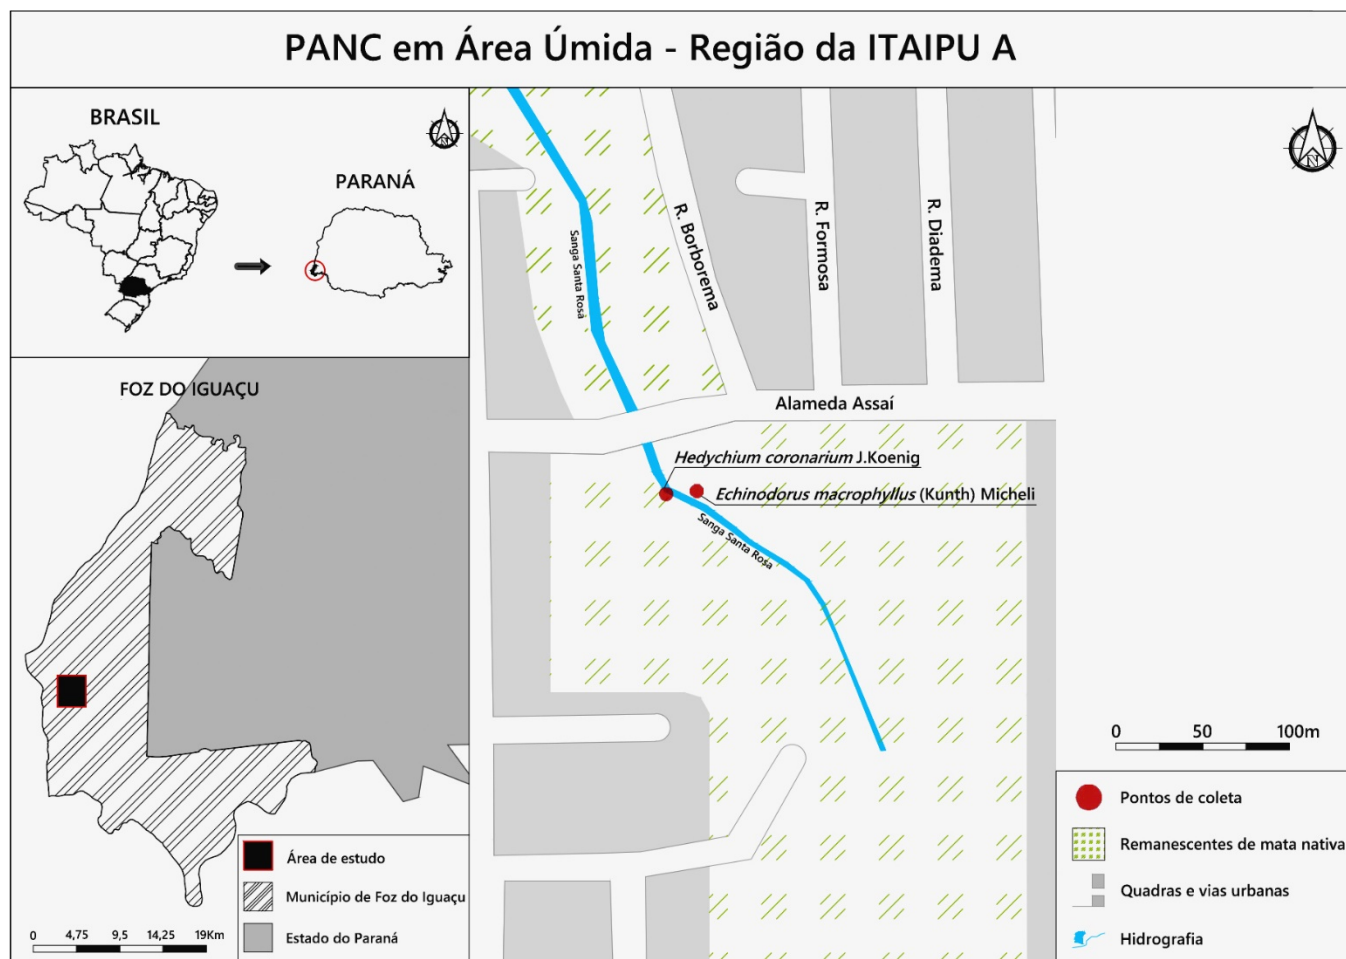 PANC em Área Úmida - Região da ITAIPU A
BRASIL
N
PARANÁ
FOZ DO IGUAÇU
Área de estudo
Município de Foz do Iguaçu
Estado do Paraná
0 4,75 9,5 14,25 19Km
Sanga Santa Rosa
R. Borborema
R. Formosa
R. Diadema
N
Alameda Assaí
Hedychium coronarium J.Koenig
Echinodorus macrophyllus (Kunth) Micheli
Sanga Santa Rosa
0 50 100m
Pontos de coleta
Remanescentes de mata nativa
Quadras e vias urbanas
Hidrografia